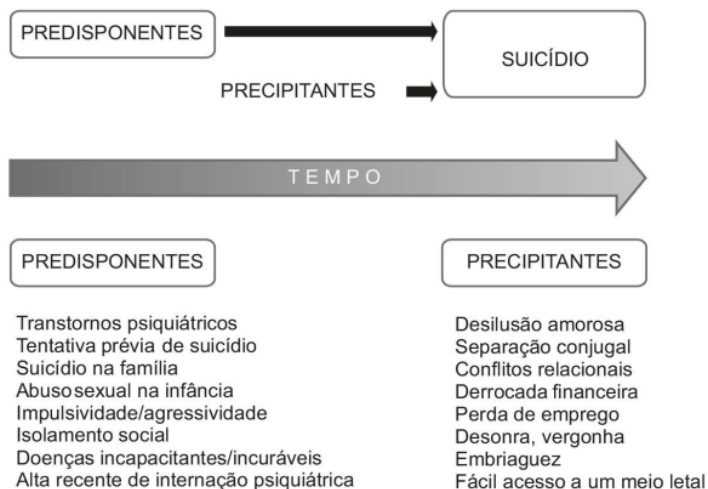 PREDISPONENTES
SUICÍDIO
PRECIPITANTES
TEMPO
PREDISPONENTES
Transtornos psiquiátricos
Tentativa prévia de suicídio
Suicídio na família
Abuso sexual na infância
Impulsividade/agressividade
Isolamento social
Doenças incapacitantes/incuráveis
Alta recente de internação psiquiátrica
PRECIPITANTES
Desilusão amorosa
Separação conjugal
Conflitos relacionais
Derrocada financeira
Perda de emprego
Desonra, vergonha
Embriaguez
Fácil acesso a um meio letal